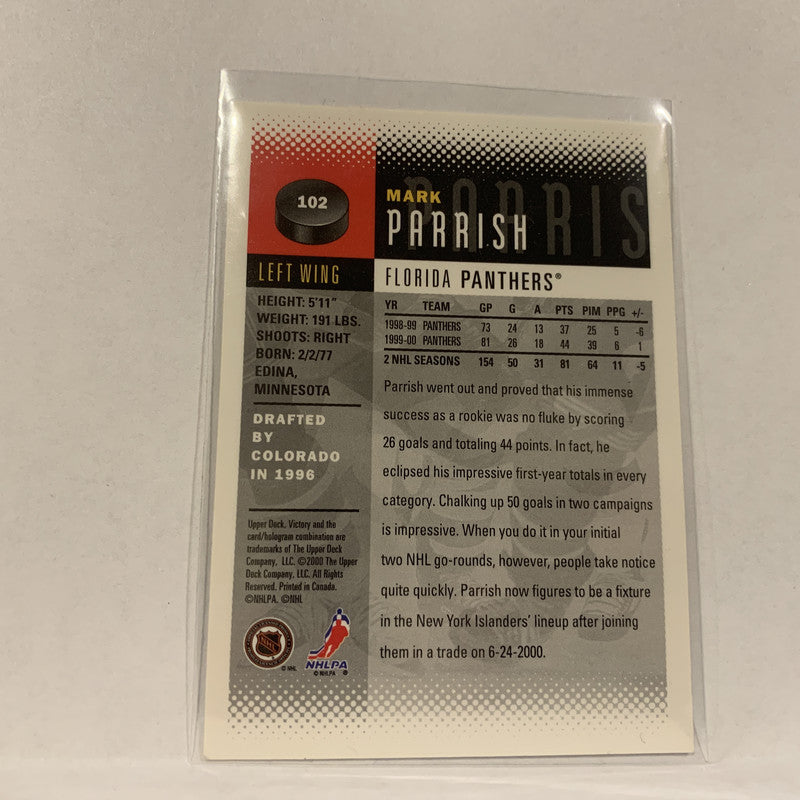 102
MARK
PARRISH
PARRIS
LEFT WING
FLORIDA PANTHERS®
HEIGHT: 5'11"
WEIGHT: 191 LBS.
SHOOTS: RIGHT
BORN: 2/2/77
EDINA,
MINNESOTA
DRAFTED
BY
COLORADO
IN 1996
YR TEAM GP G A PTS PIM PPG +/-
1998-99 PANTHERS 73 24 13 37 25 5 -6
1999-00 PANTHERS 81 26 18 44 39 6 1
2 NHL SEASONS 154 50 31 81 64 11 -5
Parrish went out and proved that his immense
success as a rookie was no fluke by scoring
26 goals and totaling 44 points. In fact, he
eclipsed his impressive first-year totals in every
category. Chalking up 50 goals in two campaigns
is impressive. When you do it in your initial
two NHL go-rounds, however, people take notice
quite quickly. Parrish now figures to be a fixture
in the New York Islanders' lineup after joining
them in a trade on 6-24-2000.
Upper Deck, Victory and the
card/hologram combination are
trademarks of The Upper Deck
Company, LLC. ©2000 The Upper
Deck Company, LLC. All Rights
Reserved. Printed in Canada.
©NHLPA. ©NHL
NHL
© NHL
NHLPA
© NHLPA